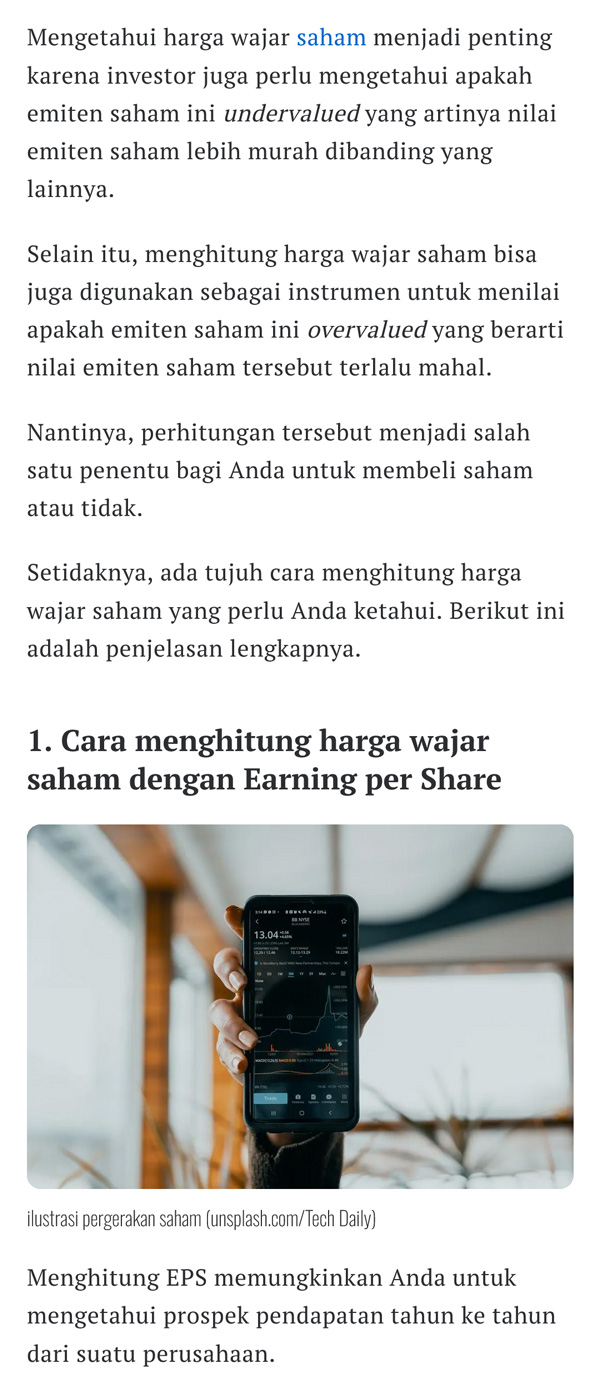 Mengetahui harga wajar saham menjadi penting
karena investor juga perlu mengetahui apakah
emiten saham ini undervalued yang artinya nilai
emiten saham lebih murah dibanding yang
lainnya.
Selain itu, menghitung harga wajar saham bisa
juga digunakan sebagai instrumen untuk menilai
apakah emiten saham ini overvalued yang berarti
nilai emiten saham tersebut terlalu mahal.
Nantinya, perhitungan tersebut menjadi salah
satu penentu bagi Anda untuk membeli saham
atau tidak.
Setidaknya, ada tujuh cara menghitung harga
wajar saham yang perlu Anda ketahui. Berikut ini
adalah penjelasan lengkapnya.
1. Cara menghitung harga wajar
saham dengan Earning per Share
BB NYSE
13.04
Trade
ilustrasi pergerakan saham (unsplash.com/Tech Daily)
Menghitung EPS memungkinkan Anda untuk
mengetahui prospek pendapatan tahun ke tahun
dari suatu perusahaan.